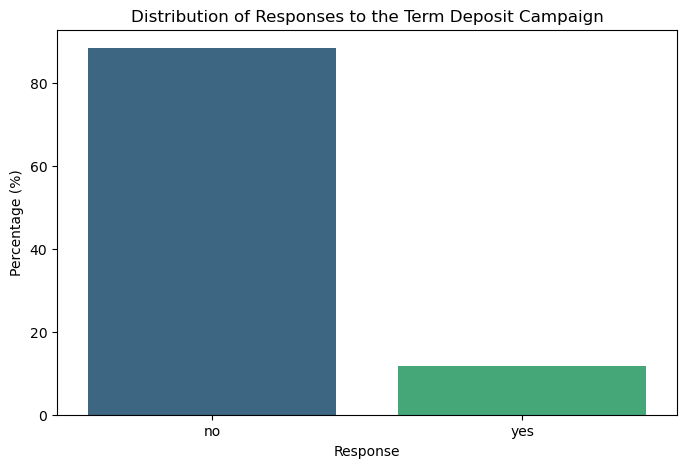 Distribution of Responses to the Term Deposit Campaign
Percentage (%)
80
60
40
20
0
no yes
Response